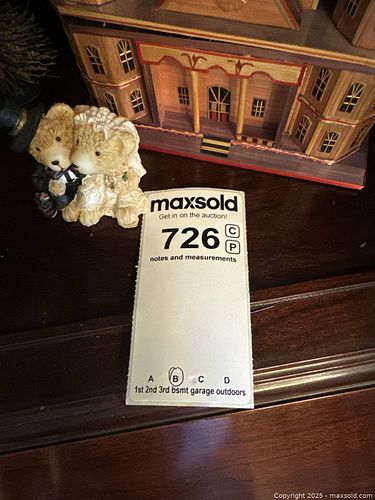 maxsold
Get in on the auction!
726 C
P
notes and measurements
A B C D
1st 2nd 3rd bsmt garage outdoors
Copyright 2025 - maxsold.com